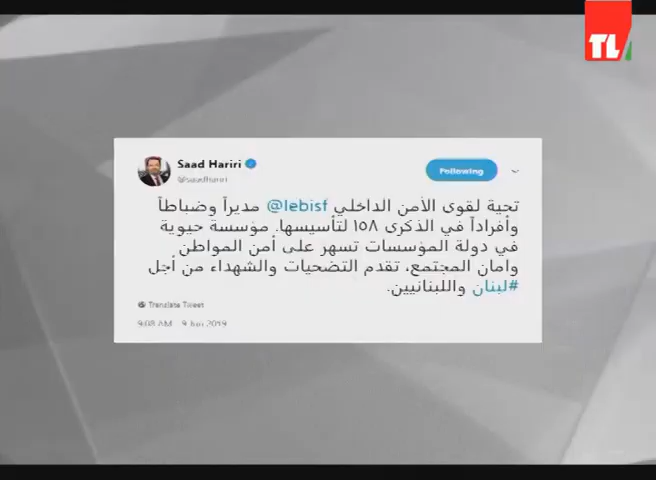 TL
Saad Hariri
@saadhariri
Following
تحية لقوى الأمن الداخلي @lebisf مديراً وضباطاً
وأفراداً في الذكرى ١٥٨ لتأسيسها. مؤسسة حيوية
في دولة المؤسسات تسهر على أمن المواطن
وامان المجتمع، تقدم التضحيات والشهداء من أجل
#لبنان واللبنانيين.
Translate Tweet
9:08 AM 9 Jun 2019